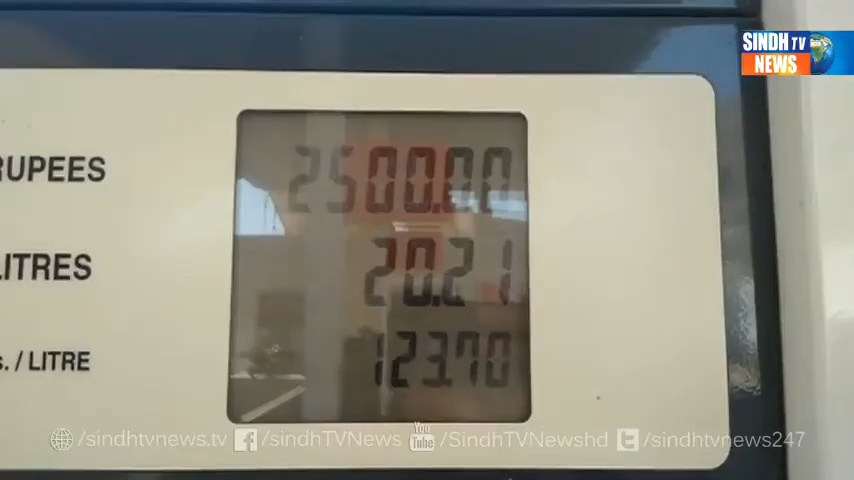 SINDH TV
NEWS
RUPEES 2500.00
LITRES 20.21
s. / LITRE 123.70
/sindhtvnews.tv /sindhTVNews You Tube /SindhTVNewshd /sindhtvnews247